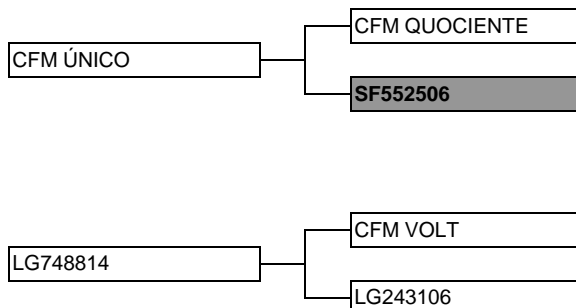 CFM QUOCIENTE
CFM ÚNICO
SF552506
CFM VOLT
LG748814
LG243106